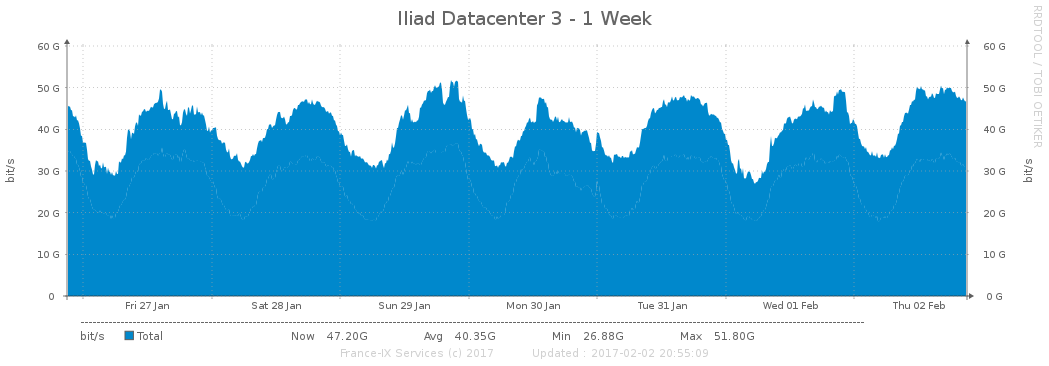 Iliad Datacenter 3 - 1 Week
RRDTOOL / TOBI OETIKER
60 G 60 G
50 G 50 G
40 G 40 G
30 G 30 G
20 G 20 G
10 G 10 G
0 0 G
bit/s bit/s
Fri 27 Jan Sat 28 Jan Sun 29 Jan Mon 30 Jan Tue 31 Jan Wed 01 Feb Thu 02 Feb
bit/s Total Now 47.20G Avg 40.35G Min 26.88G Max 51.80G
France-IX Services (c) 2017 Updated : 2017-02-02 20:55:09